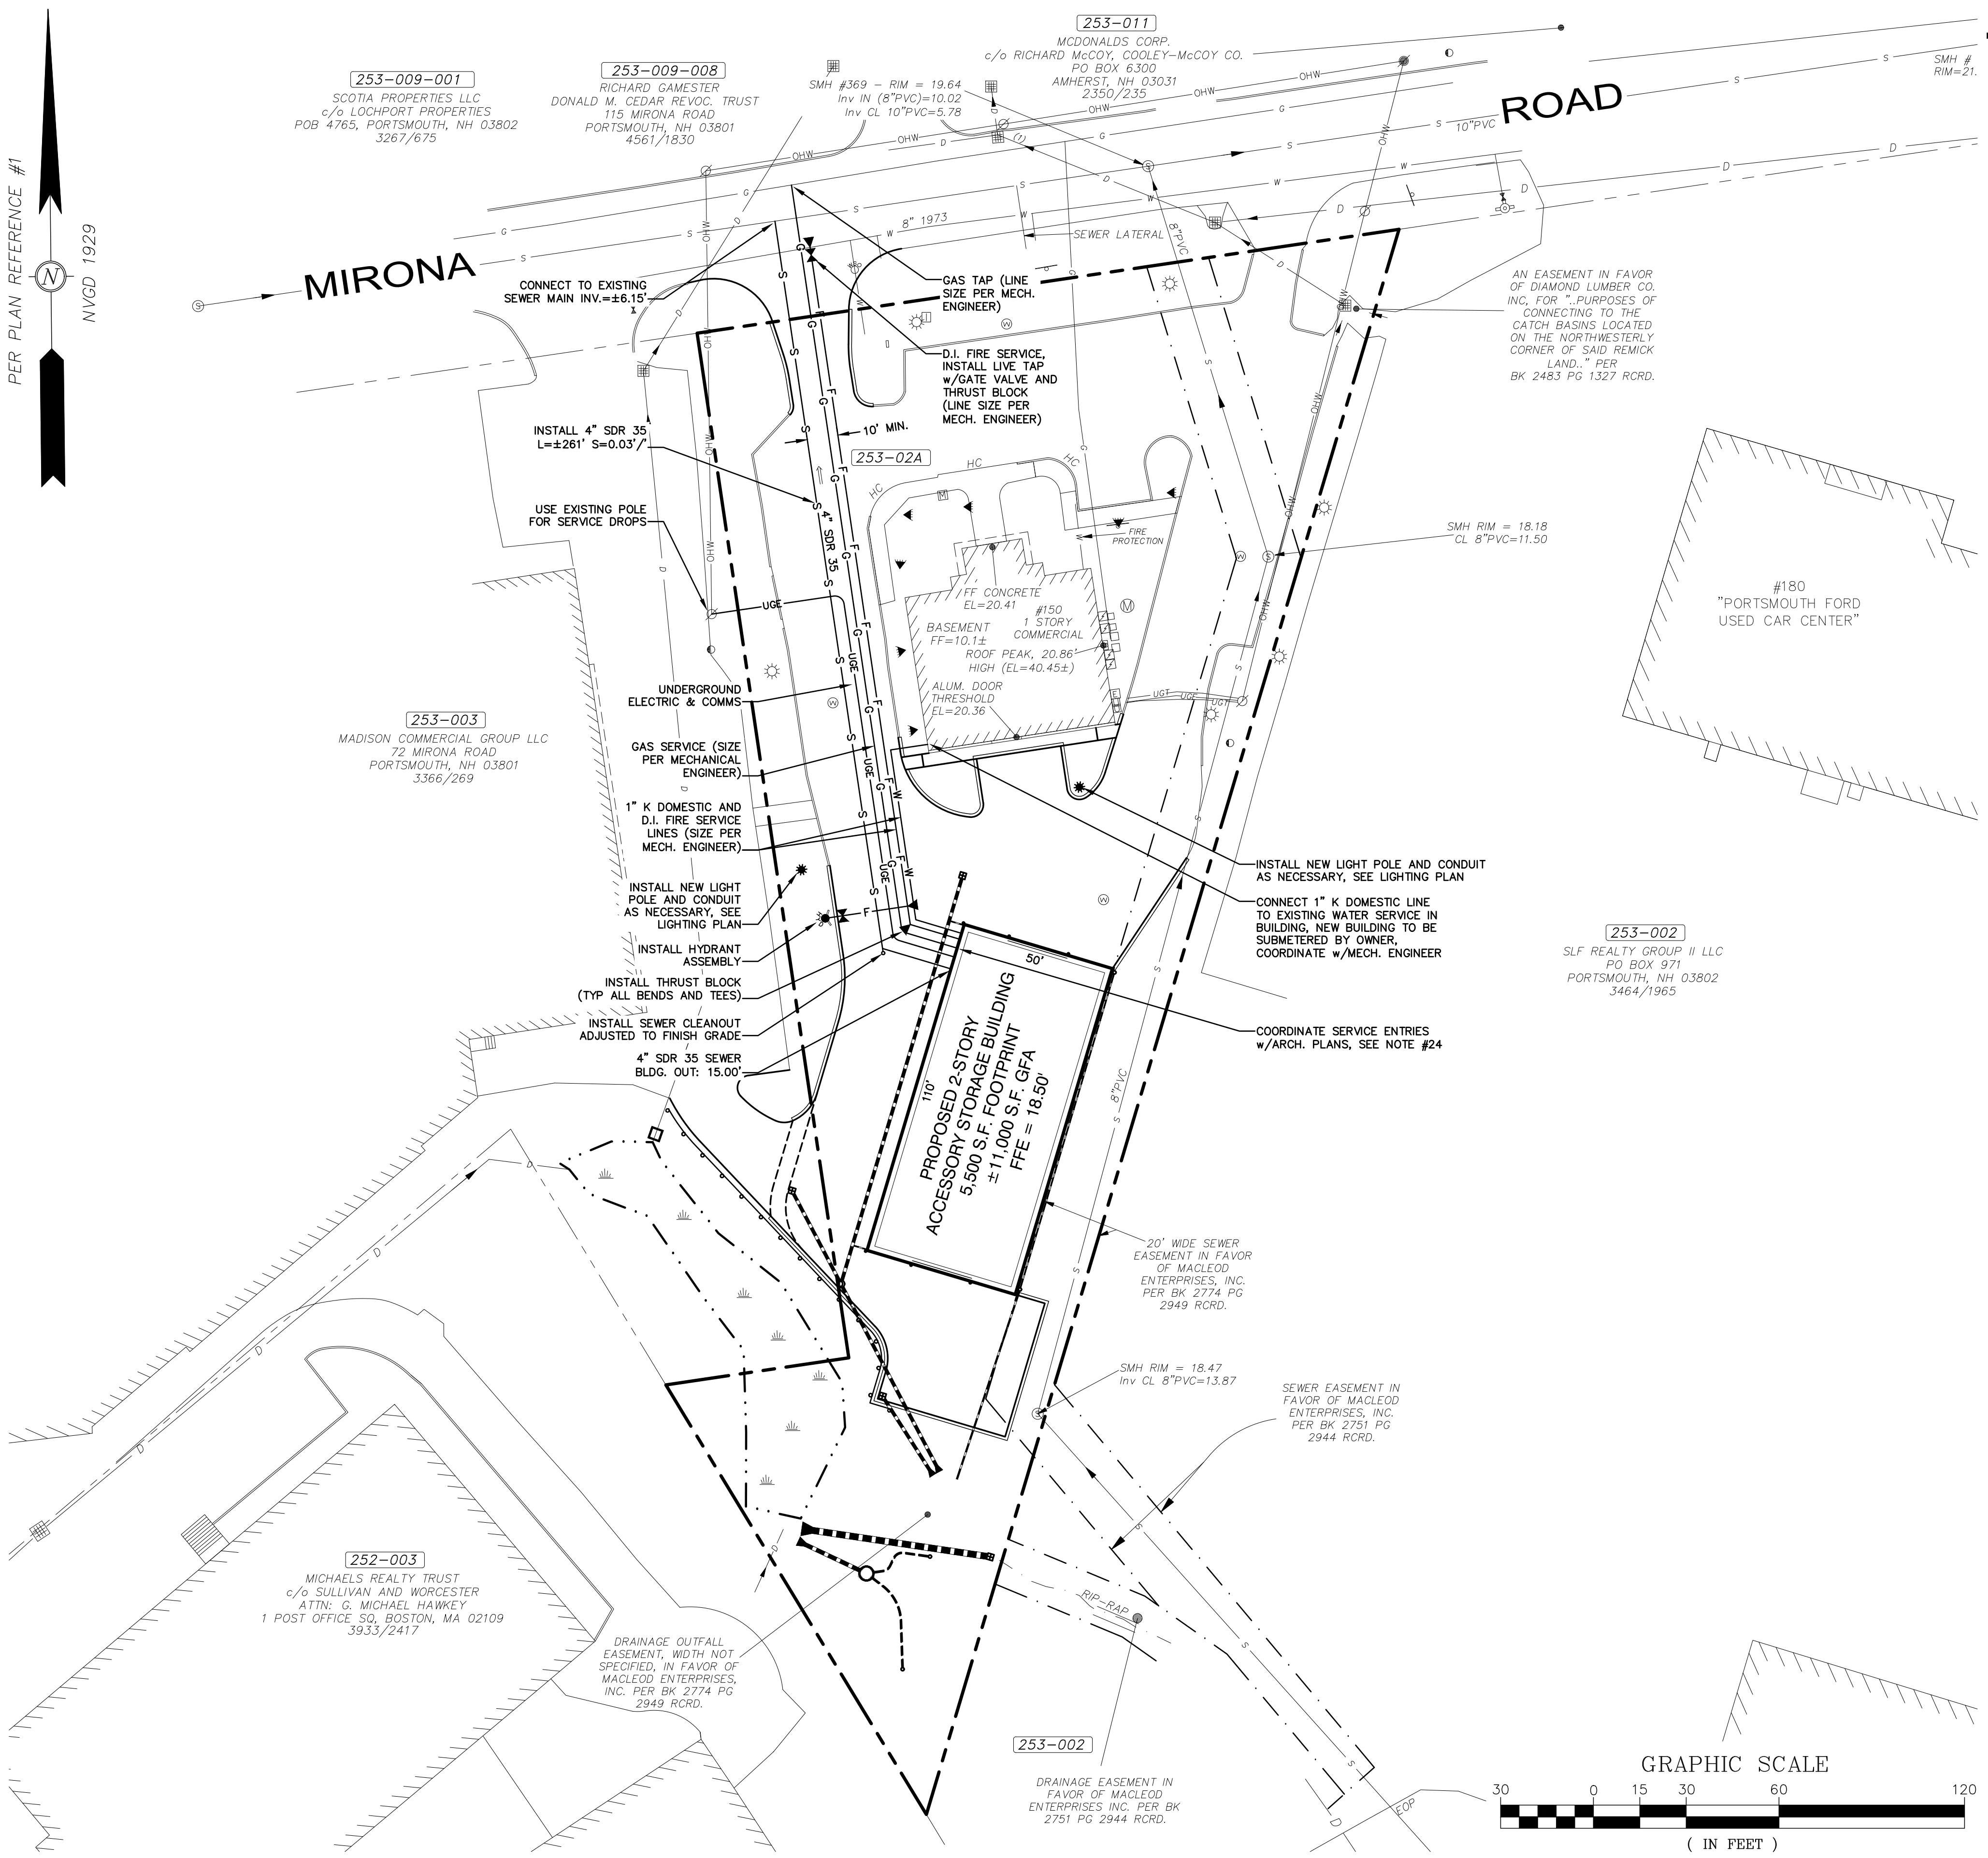 PER PLAN REFERENCE #1
N
NVGD 1929
253-009-001
SCOTIA PROPERTIES LLC
c/o LOCHPORT PROPERTIES
POB 4765, PORTSMOUTH, NH 03802
3267/675
253-009-008
RICHARD GAMESTER
DONALD M. CEDAR REVOC. TRUST
115 MIRONA ROAD
PORTSMOUTH, NH 03801
4561/1830
SMH #369 - RIM = 19.64
Inv IN (8"PVC)=10.02
Inv CL 10"PVC=5.78
253-011
MCDONALDS CORP.
c/o RICHARD McCOY, COOLEY-McCOY CO.
PO BOX 6300
AMHERST, NH 03031
2350/235
SMH #
RIM=21.
MIRONA
ROAD
10"PVC
8" 1973
SEWER LATERAL
8"PVC
CONNECT TO EXISTING
SEWER MAIN INV.=±6.15'
GAS TAP (LINE
SIZE PER MECH.
ENGINEER)
D.I. FIRE SERVICE,
INSTALL LIVE TAP
w/GATE VALVE AND
THRUST BLOCK
(LINE SIZE PER
MECH. ENGINEER)
AN EASEMENT IN FAVOR
OF DIAMOND LUMBER CO.
INC, FOR "..PURPOSES OF
CONNECTING TO THE
CATCH BASINS LOCATED
ON THE NORTHWESTERLY
CORNER OF SAID REMICK
LAND.." PER
BK 2483 PG 1327 RCRD.
INSTALL 4" SDR 35
L=±261' S=0.03'/'
10' MIN.
253-02A
HC
HC
HC
USE EXISTING POLE
FOR SERVICE DROPS
4" SDR 35
FIRE
PROTECTION
SMH RIM = 18.18
CL 8"PVC=11.50
#180
"PORTSMOUTH FORD
USED CAR CENTER"
FF CONCRETE
EL=20.41
#150
1 STORY
COMMERCIAL
BASEMENT
FF=10.1±
ROOF PEAK, 20.86'
HIGH (EL=40.45±)
ALUM. DOOR
THRESHOLD
EL=20.36
UGE
UGT
UGE
UGT
UNDERGROUND
ELECTRIC & COMMS
253-003
MADISON COMMERCIAL GROUP LLC
72 MIRONA ROAD
PORTSMOUTH, NH 03801
3366/269
GAS SERVICE (SIZE
PER MECHANICAL
ENGINEER)
1" K DOMESTIC AND
D.I. FIRE SERVICE
LINES (SIZE PER
MECH. ENGINEER)
INSTALL NEW LIGHT
POLE AND CONDUIT
AS NECESSARY, SEE
LIGHTING PLAN
INSTALL HYDRANT
ASSEMBLY
INSTALL THRUST BLOCK
(TYP ALL BENDS AND TEES)
INSTALL SEWER CLEANOUT
ADJUSTED TO FINISH GRADE
4" SDR 35 SEWER
BLDG. OUT: 15.00'
INSTALL NEW LIGHT POLE AND CONDUIT
AS NECESSARY, SEE LIGHTING PLAN
CONNECT 1" K DOMESTIC LINE
TO EXISTING WATER SERVICE IN
BUILDING, NEW BUILDING TO BE
SUBMETERED BY OWNER,
COORDINATE w/MECH. ENGINEER
COORDINATE SERVICE ENTRIES
w/ARCH. PLANS, SEE NOTE #24
253-002
SLF REALTY GROUP II LLC
PO BOX 971
PORTSMOUTH, NH 03802
3464/1965
50'
110'
PROPOSED 2-STORY
ACCESSORY STORAGE BUILDING
5,500 S.F. FOOTPRINT
±11,000 S.F. GFA
FFE = 18.50'
8"PVC
20' WIDE SEWER
EASEMENT IN FAVOR
OF MACLEOD
ENTERPRISES, INC.
PER BK 2774 PG
2949 RCRD.
SMH RIM = 18.47
Inv CL 8"PVC=13.87
SEWER EASEMENT IN
FAVOR OF MACLEOD
ENTERPRISES, INC.
PER BK 2751 PG
2944 RCRD.
252-003
MICHAELS REALTY TRUST
c/o SULLIVAN AND WORCESTER
ATTN: G. MICHAEL HAWKEY
1 POST OFFICE SQ, BOSTON, MA 02109
3933/2417
DRAINAGE OUTFALL
EASEMENT, WIDTH NOT
SPECIFIED, IN FAVOR OF
MACLEOD ENTERPRISES,
INC. PER BK 2774 PG
2949 RCRD.
RIP-RAP
253-002
DRAINAGE EASEMENT IN
FAVOR OF MACLEOD
ENTERPRISES INC. PER BK
2751 PG 2944 RCRD.
EOP
GRAPHIC SCALE
30 0 15 30 60 120
( IN FEET )